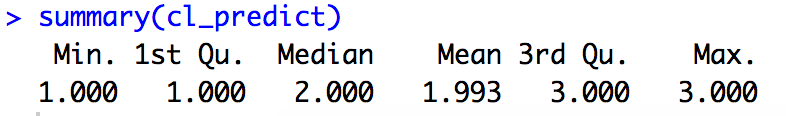 > summary(cl_predict)
Min. 1st Qu. Median Mean 3rd Qu. Max.
1.000 1.000 2.000 1.993 3.000 3.000